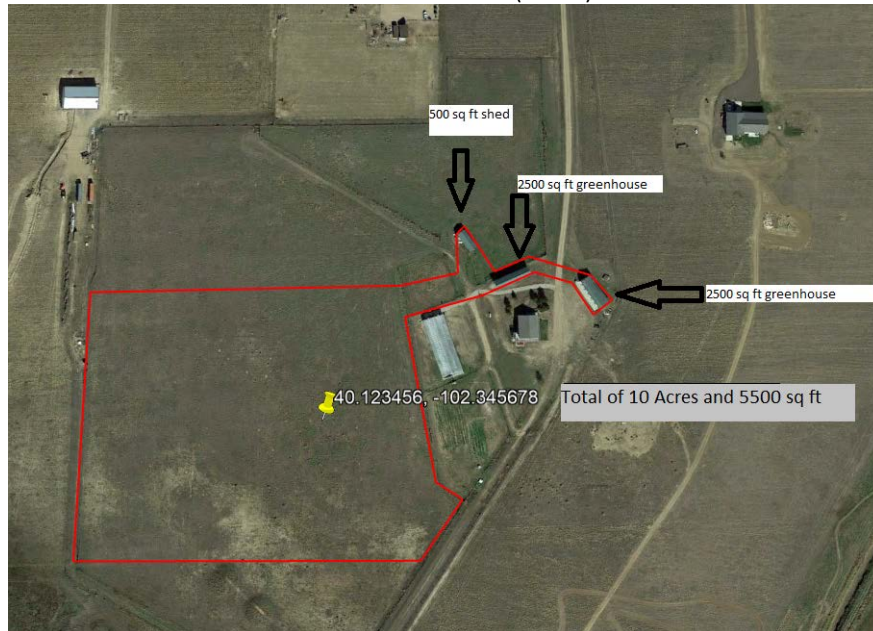 500 sq ft shed
2500 sq ft greenhouse
2500 sq ft greenhouse
40.123456, -102.345678
Total of 10 Acres and 5500 sq ft